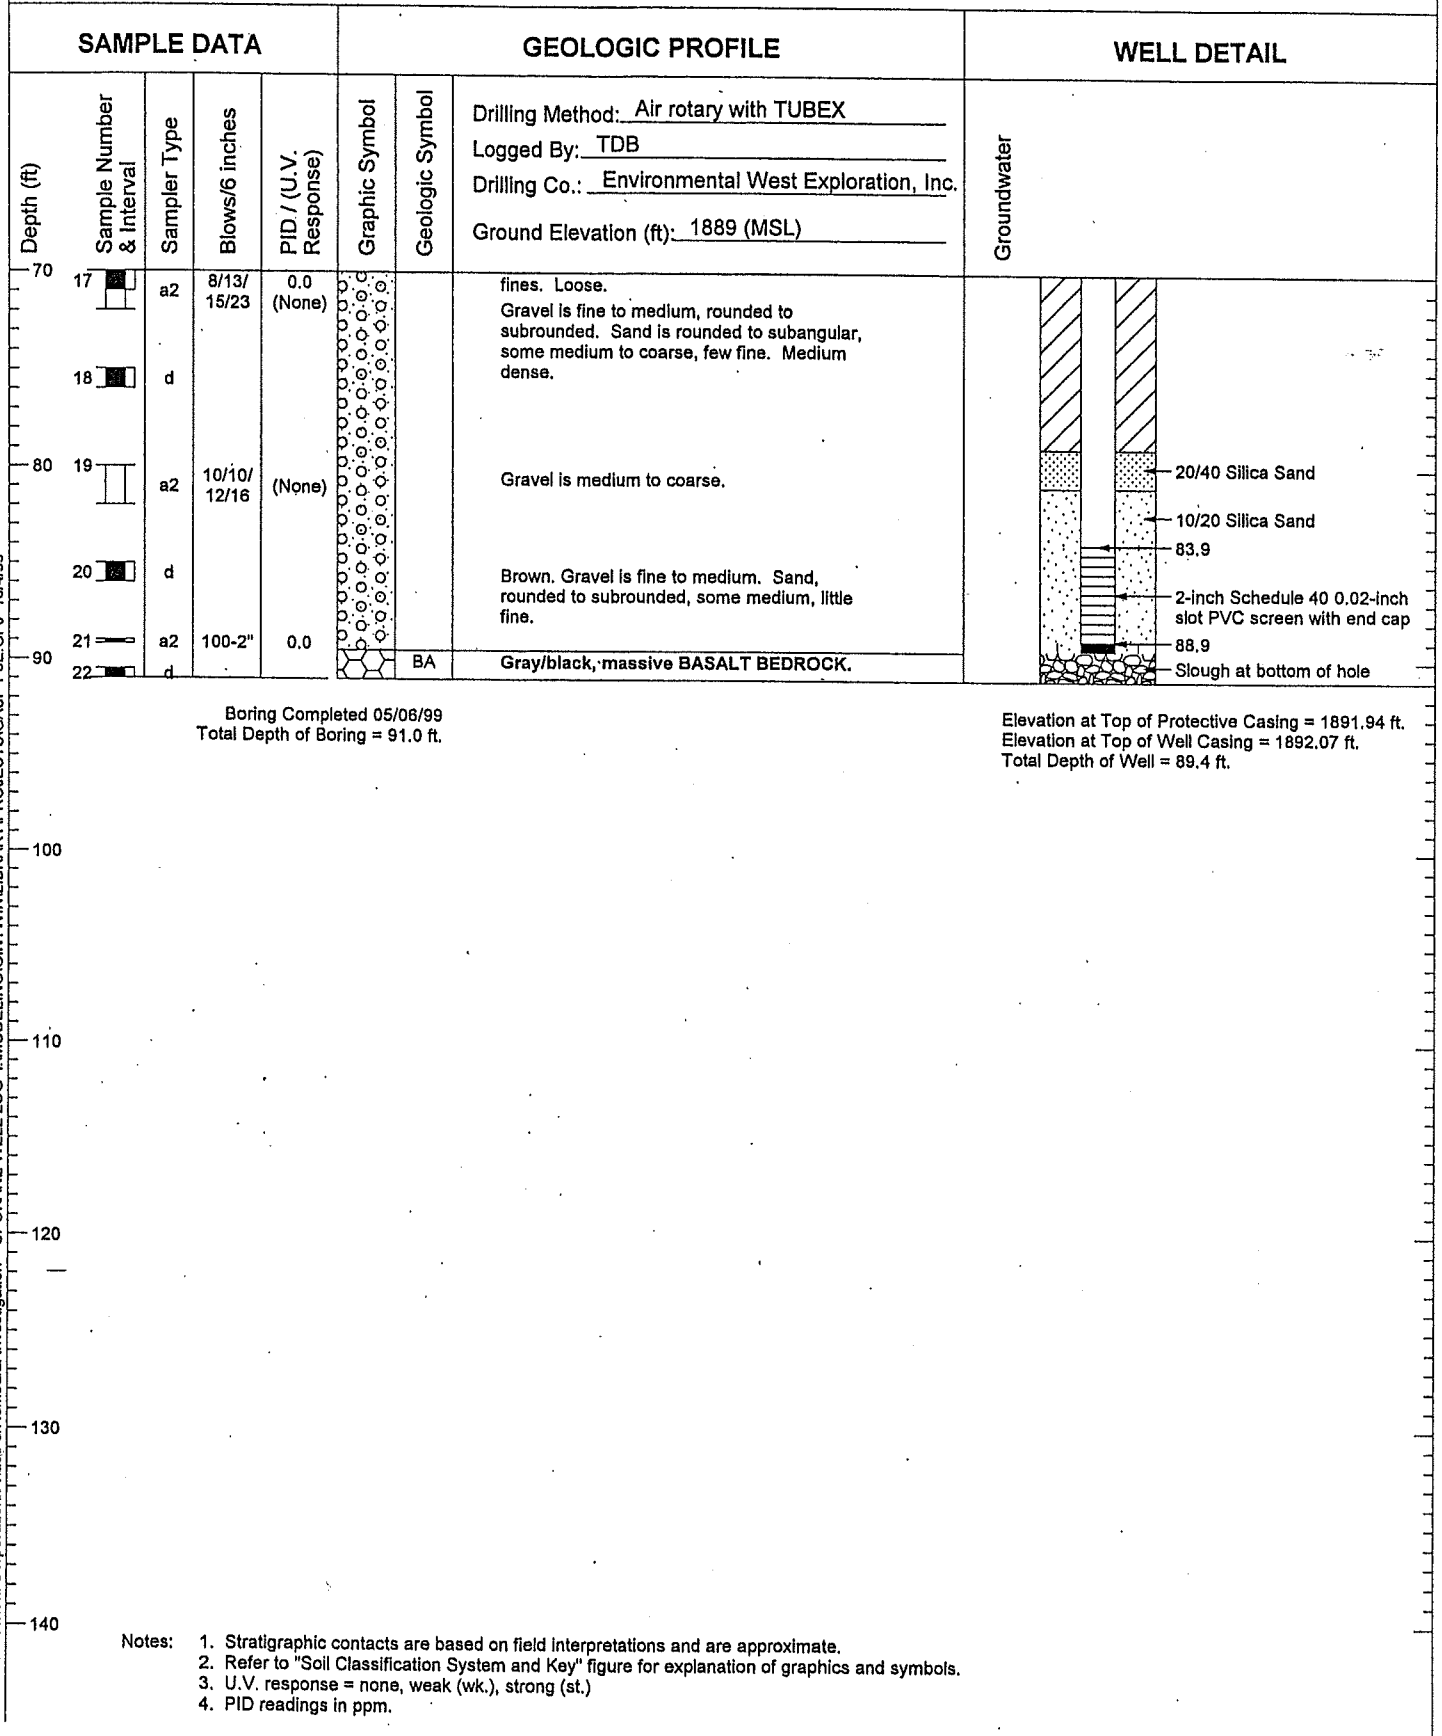 SAMPLE DATA
GEOLOGIC PROFILE
WELL DETAIL
Depth (ft)
Sample Number
& Interval
Sampler Type
Blows/6 inches
PID / (U.V.
Response)
Graphic Symbol
Geologic Symbol
Drilling Method: Air rotary with TUBEX
Logged By: TDB
Drilling Co.: Environmental West Exploration, Inc.
Ground Elevation (ft): 1889 (MSL)
Groundwater
70
17
a2
8/13/
15/23
0.0
(None)
fines. Loose.
Gravel is fine to medium, rounded to
subrounded. Sand is rounded to subangular,
some medium to coarse, few fine. Medium
dense.
18
d
80
19
a2
10/10/
12/16
(None)
Gravel is medium to coarse.
20/40 Silica Sand
10/20 Silica Sand
83.9
20
d
Brown. Gravel is fine to medium. Sand,
rounded to subrounded, some medium, little
fine.
2-inch Schedule 40 0.02-inch
slot PVC screen with end cap
21
a2
100-2"
0.0
88.9
90
22
d
BA
Gray/black, massive BASALT BEDROCK.
Slough at bottom of hole
Boring Completed 05/06/99
Total Depth of Boring = 91.0 ft.
Elevation at Top of Protective Casing = 1891.94 ft.
Elevation at Top of Well Casing = 1892.07 ft.
Total Depth of Well = 89.4 ft.
100
110
120
130
140
Notes: 1. Stratigraphic contacts are based on field interpretations and are approximate.
2. Refer to "Soil Classification System and Key" figure for explanation of graphics and symbols.
3. U.V. response = none, weak (wk.), strong (st.)
4. PID readings in ppm.